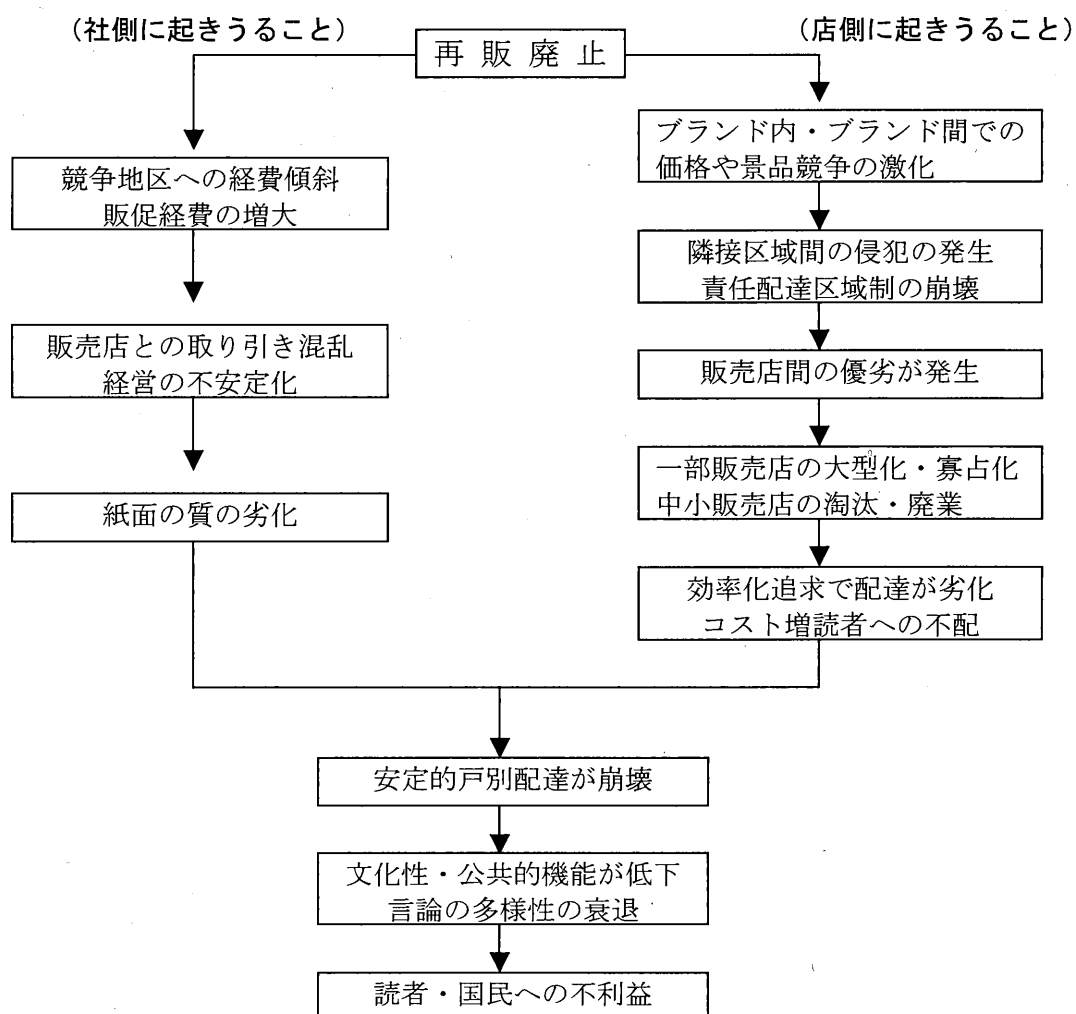 （社側に起きうること）
再販廃止
（店側に起きうること）
競争地区への経費傾斜
販促経費の増大
販売店との取り引き混乱
経営の不安定化
紙面の質の劣化
ブランド内・ブランド間での
価格や景品競争の激化
隣接区域間の侵犯の発生
責任配達区域制の崩壊
販売店間の優劣が発生
一部販売店の大型化・寡占化
中小販売店の淘汰・廃業
効率化追求で配達が劣化
コスト増読者への不配
安定的戸別配達が崩壊
文化性・公共的機能が低下
言論の多様性の衰退
読者・国民への不利益